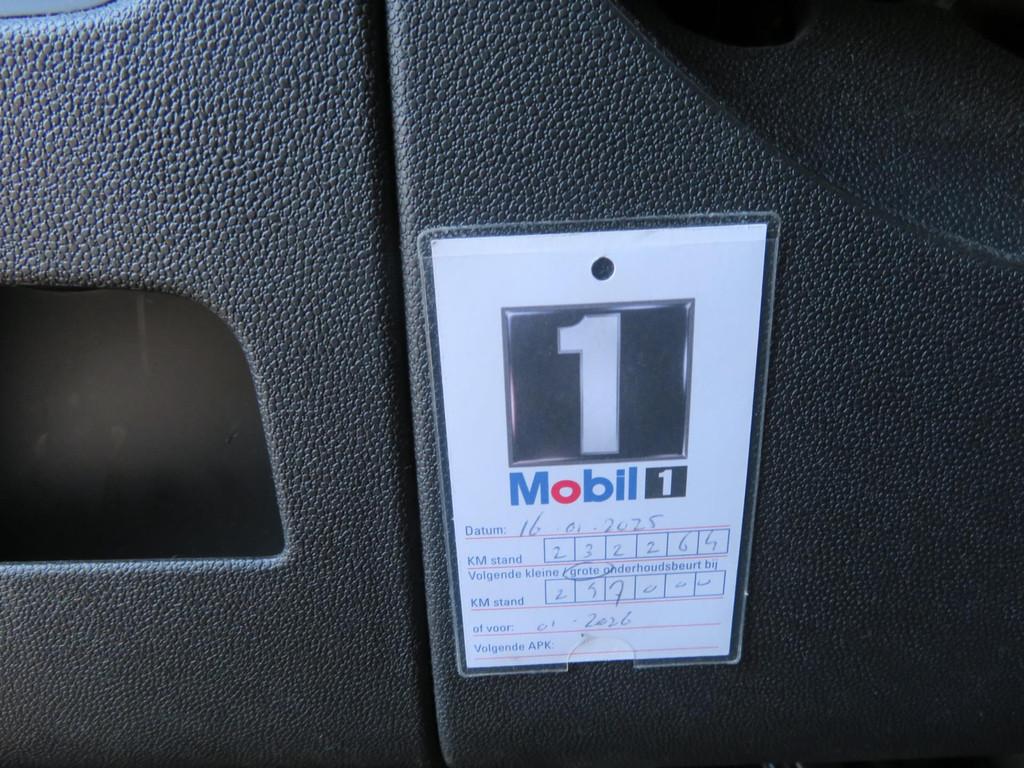 1
Mobil 1
Datum: 16.01.2025
KM stand 232264
Volgende kleine / grote onderhoudsbeurt bij
KM stand 247000
of voor: 01.2026
Volgende APK: